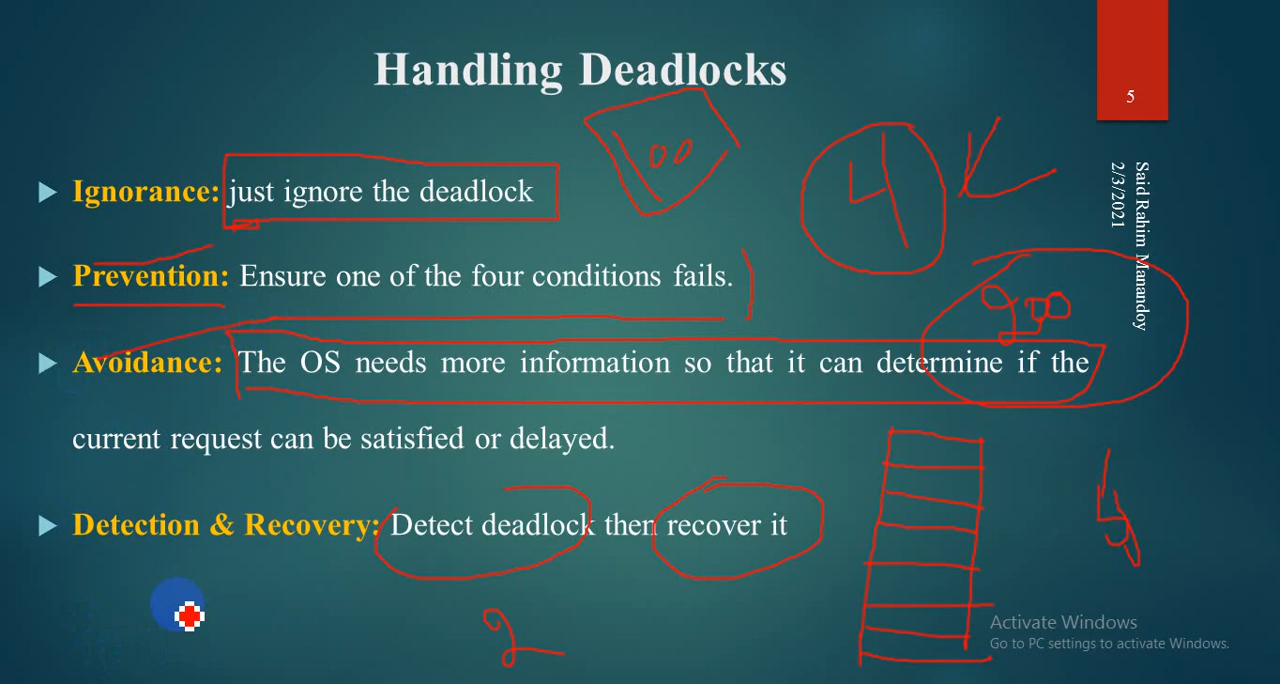 Handling Deadlocks
5
Ignorance: just ignore the deadlock
Prevention: Ensure one of the four conditions fails.
Avoidance: The OS needs more information so that it can determine if the
current request can be satisfied or delayed.
Detection & Recovery: Detect deadlock then recover it
Said Rahim Manandoy
2/3/2021
4
2
Activate Windows
Go to PC settings to activate Windows.